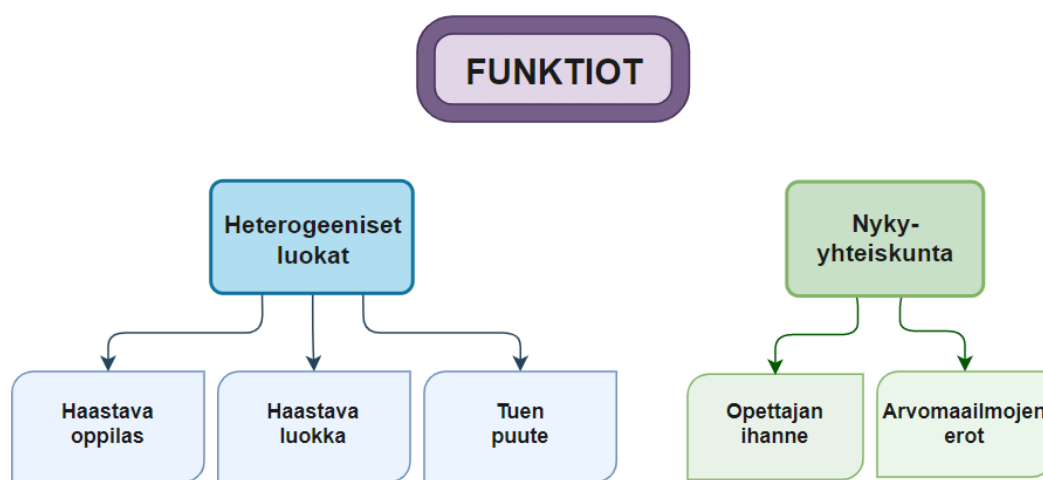 FUNKTIOT
Heterogeeniset
luokat
Nyky-
yhteiskunta
Haastava
oppilas
Haastava
luokka
Tuen
puute
Opettajan
ihanne
Arvomaailmojen
erot